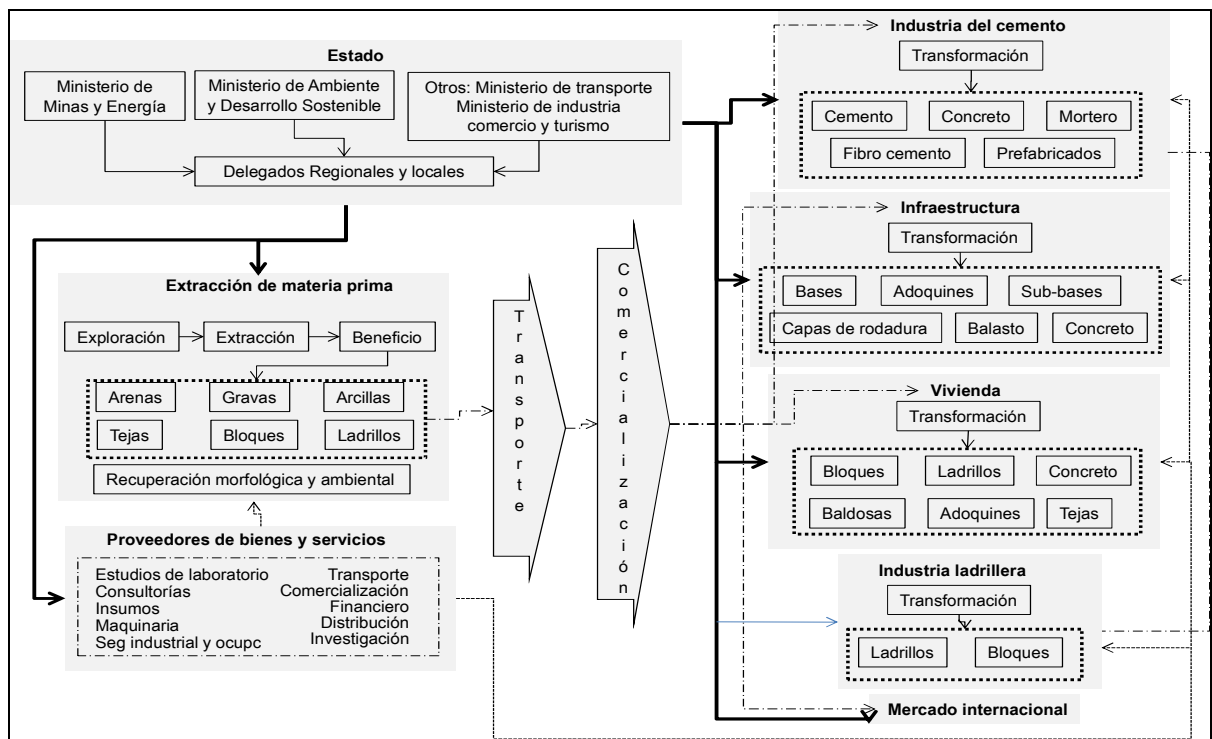 Estado
Ministerio de
Minas y Energía
Ministerio de Ambiente
y Desarrollo Sostenible
Otros: Ministerio de transporte
Ministerio de industria
comercio y turismo
Delegados Regionales y locales
Extracción de materia prima
Exploración
Extracción
Beneficio
Arenas
Gravas
Arcillas
Tejas
Bloques
Ladrillos
Recuperación morfológica y ambiental
Proveedores de bienes y servicios
Estudios de laboratorio
Consultorías
Insumos
Maquinaria
Seg industrial y ocupc
Transporte
Comercialización
Financiero
Distribución
Investigación
Transporte
Comercialización
Industria del cemento
Transformación
Cemento
Concreto
Mortero
Fibro cemento
Prefabricados
Infraestructura
Transformación
Bases
Adoquines
Sub-bases
Capas de rodadura
Balasto
Concreto
Vivienda
Transformación
Bloques
Ladrillos
Concreto
Baldosas
Adoquines
Tejas
Industria ladrillera
Transformación
Ladrillos
Bloques
Mercado internacional